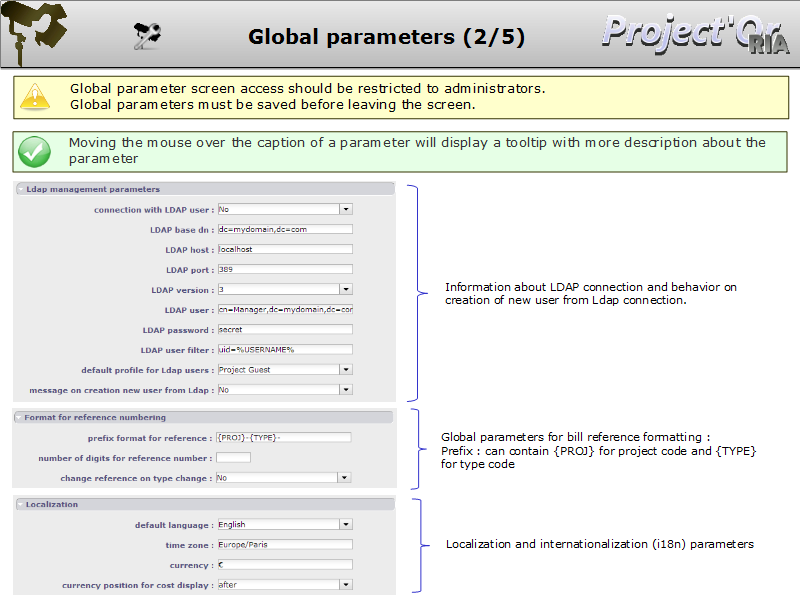 Global parameters (2/5)
Project'Or
RIA
Global parameter screen access should be restricted to administrators.
Global parameters must be saved before leaving the screen.
Moving the mouse over the caption of a parameter will display a tooltip with more description about the
parameter
Ldap management parameters
connection with LDAP user : No
LDAP base dn : dc=mydomain,dc=com
LDAP host : localhost
LDAP port : 389
LDAP version : 3
LDAP user : cn=Manager,dc=mydomain,dc=cor
LDAP password : secret
LDAP user filter : uid=%USERNAME%
default profile for Ldap users : Project Guest
message on creation new user from Ldap : No
Information about LDAP connection and behavior on
creation of new user from Ldap connection.
Format for reference numbering
prefix format for reference : {PROJ}-{TYPE}-
number of digits for reference number :
change reference on type change : No
Global parameters for bill reference formatting :
Prefix : can contain {PROJ} for project code and {TYPE}
for type code
Localization
default language : English
time zone : Europe/Paris
currency : €
currency position for cost display : after
Localization and internationalization (i18n) parameters